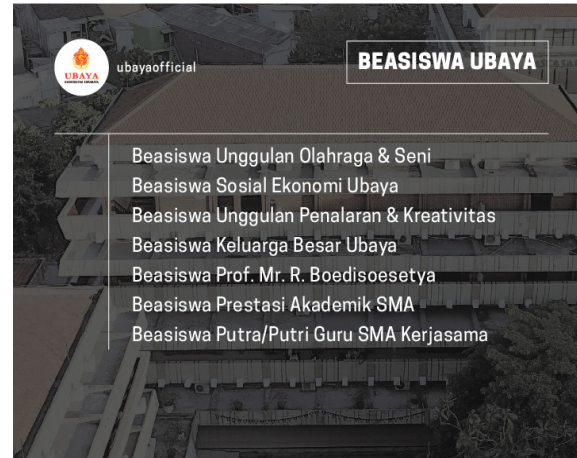 UBAYA
ubayaofficial
BEASISWA UBAYA
Beasiswa Unggulan Olahraga & Seni
Beasiswa Sosial Ekonomi Ubaya
Beasiswa Unggulan Penalaran & Kreativitas
Beasiswa Keluarga Besar Ubaya
Beasiswa Prof. Mr. R. Boedisoesetya
Beasiswa Prestasi Akademik SMA
Beasiswa Putra/Putri Guru SMA Kerjasama